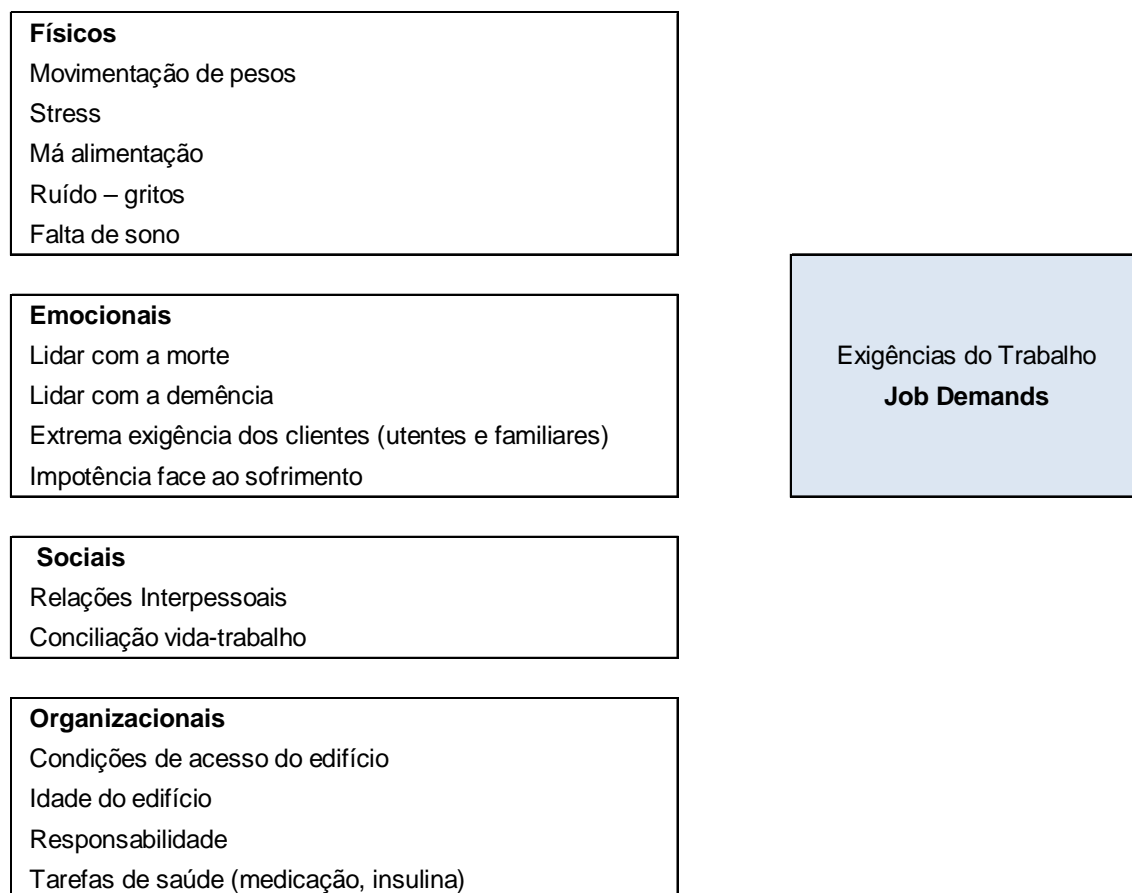 Físicos
Movimentação de pesos
Stress
Má alimentação
Ruído – gritos
Falta de sono
Emocionais
Lidar com a morte
Lidar com a demência
Extrema exigência dos clientes (utentes e familiares)
Impotência face ao sofrimento
Exigências do Trabalho
Job Demands
Sociais
Relações Interpessoais
Conciliação vida-trabalho
Organizacionais
Condições de acesso do edifício
Idade do edifício
Responsabilidade
Tarefas de saúde (medicação, insulina)